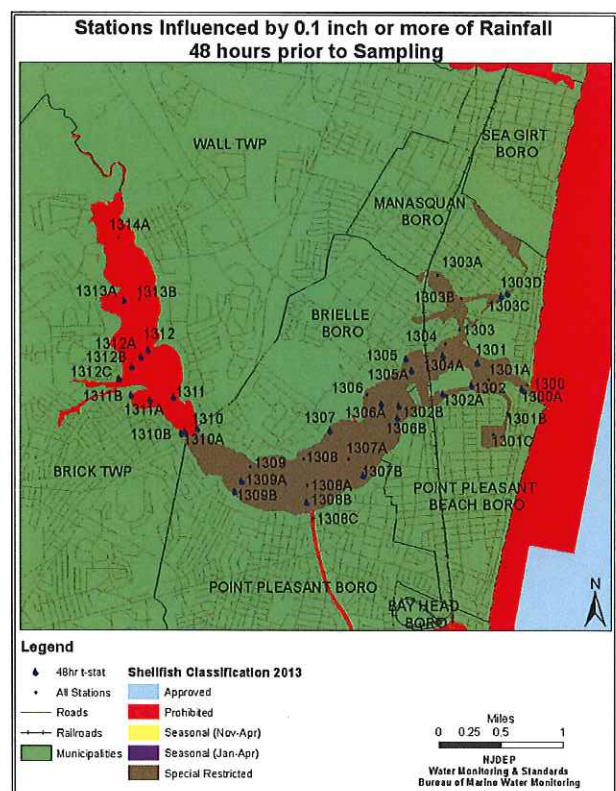 Stations Influenced by 0.1 inch or more of Rainfall
48 hours prior to Sampling
WALL TWP
SEA GIRT
BORO
MANASQUAN
BORO
1314A
1303A
1313A
1313B
1303B
1303D
1303C
BRIELLE
BORO
1303
1312
1312A
1304
1312B
1305
1304A
1301
1312C
1305A
1301A
1311B
1311
1306
1302
1300
1311A
1302A
1300A
1306A
1302B
1310
1307
1306B
1301B
1310B
1310A
1301C
BRICK TWP
1309
1308
1307A
1309A
1308A
1307B
1309B
1308B
POINT PLEASANT
BEACH BORO
1308C
POINT PLEASANT BORO
BAY HEAD
BORO
N
Legend
48hr t-stat
All Stations
Roads
Railroads
Municipalities
Shellfish Classification 2013
Approved
Prohibited
Seasonal (Nov-Apr)
Seasonal (Jan-Apr)
Special Restricted
Miles
0 0.25 0.5 1
NJDEP
Water Monitoring & Standards
Bureau of Marine Water Monitoring